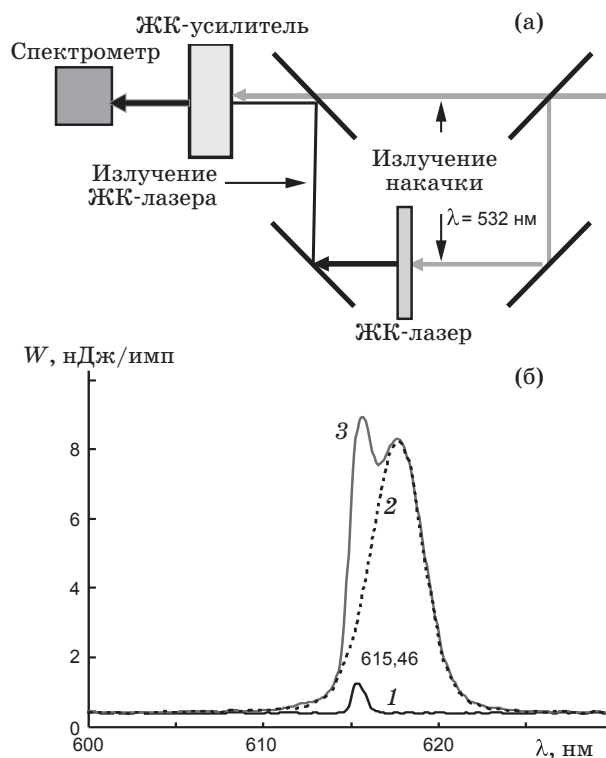 (а)
ЖК-усилитель
Спектрометр
Излучение
ЖК-лазера
Излучение
накачки
λ= 532 нм
ЖК-лазер
W, нДж/имп
(б)
8
6
4
2
0
3
2
615,46
1
600
610
620
λ, нм